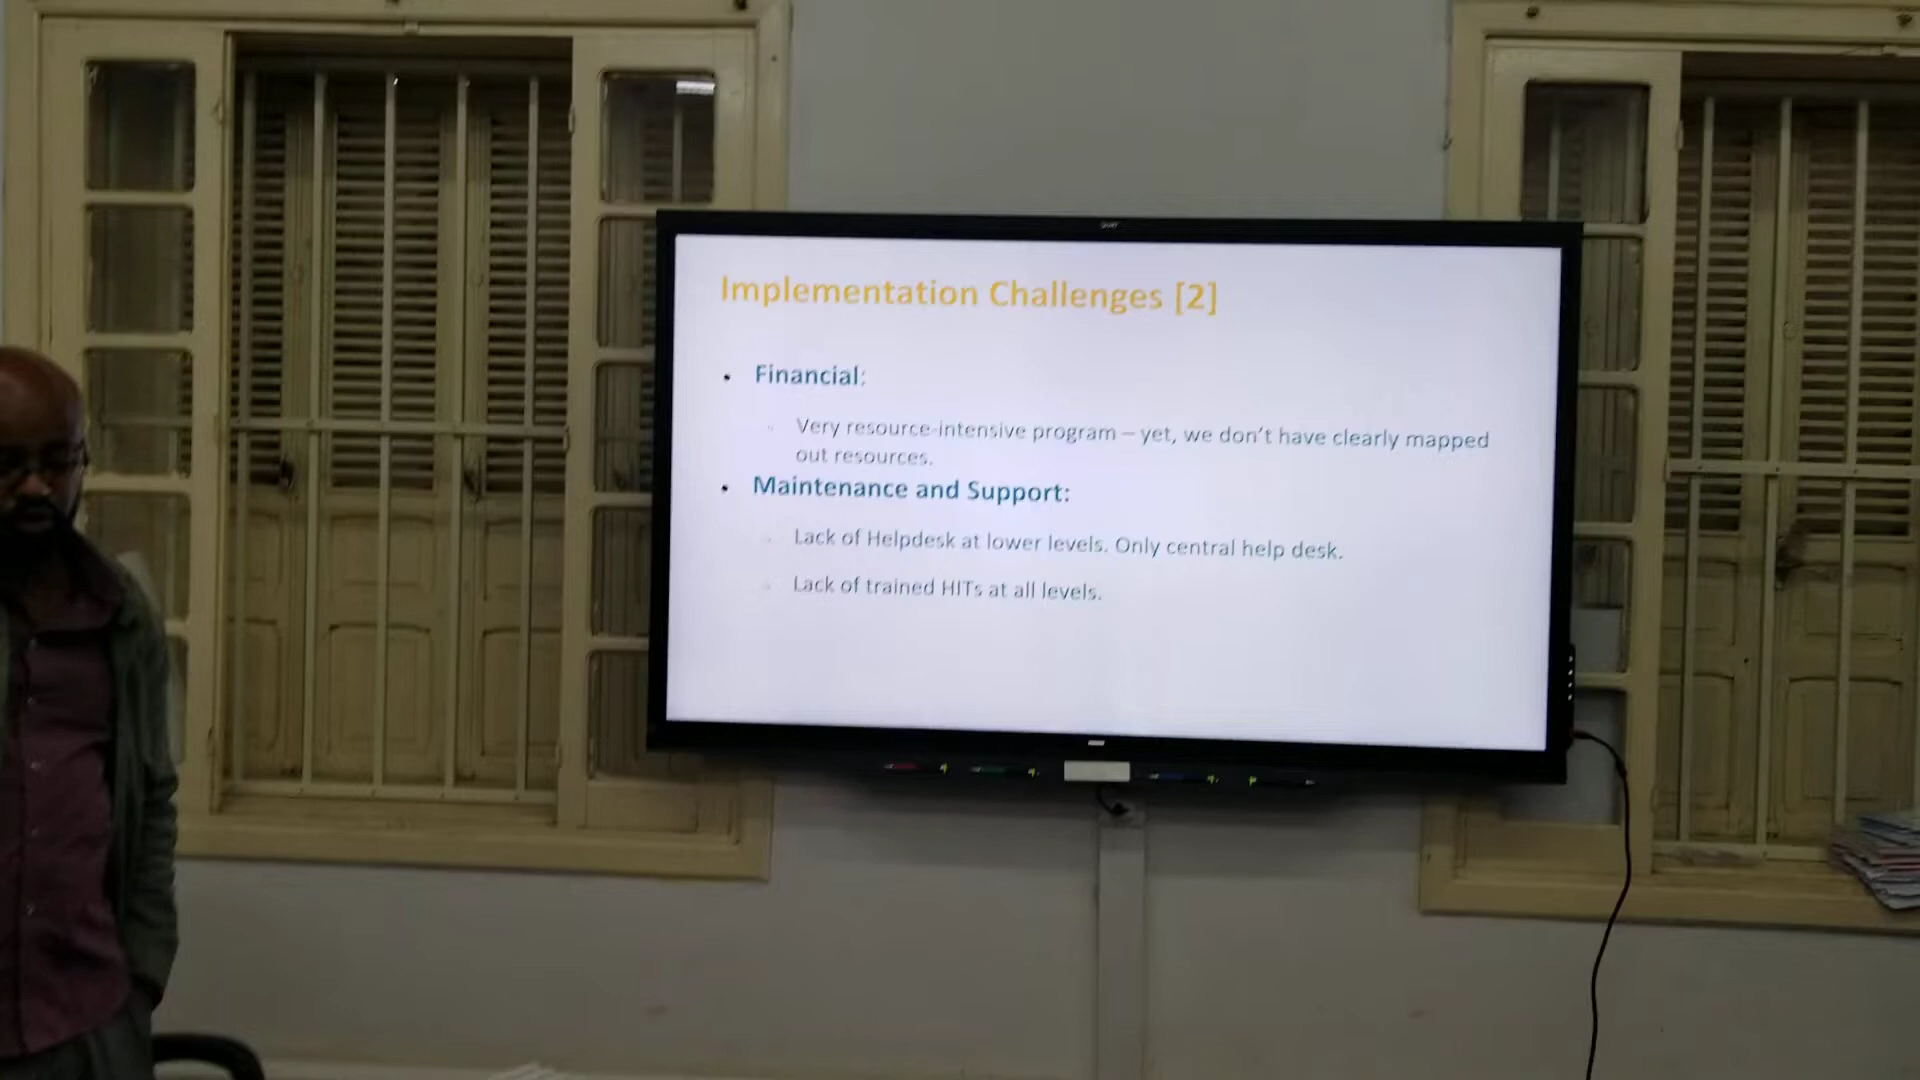 Implementation Challenges [2]
• Financial:
Very resource-intensive program – yet, we don't have clearly mapped
out resources.
• Maintenance and Support:
Lack of Helpdesk at lower levels. Only central help desk.
Lack of trained HITs at all levels.